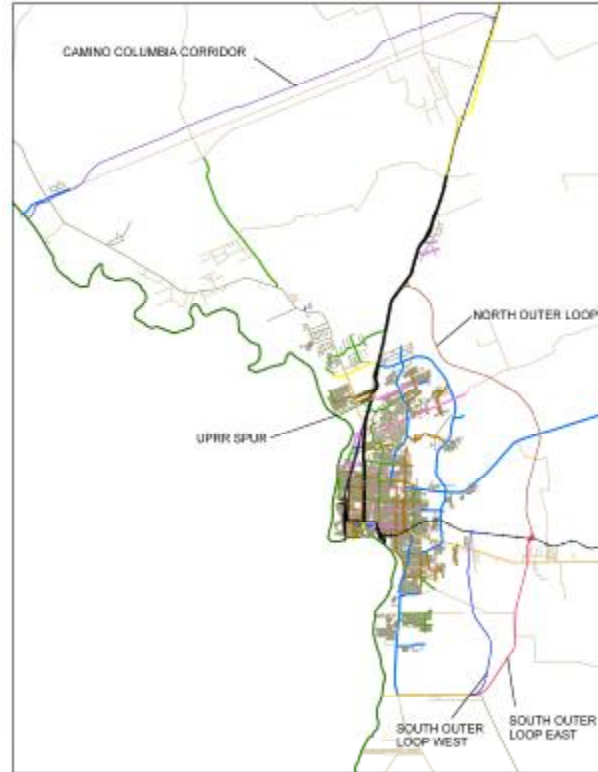 CAMINO COLUMBIA CORRIDOR
NORTH OUTER LOOP
UPRR SPUR
SOUTH OUTER
LOOP WEST
SOUTH OUTER
LOOP EAST